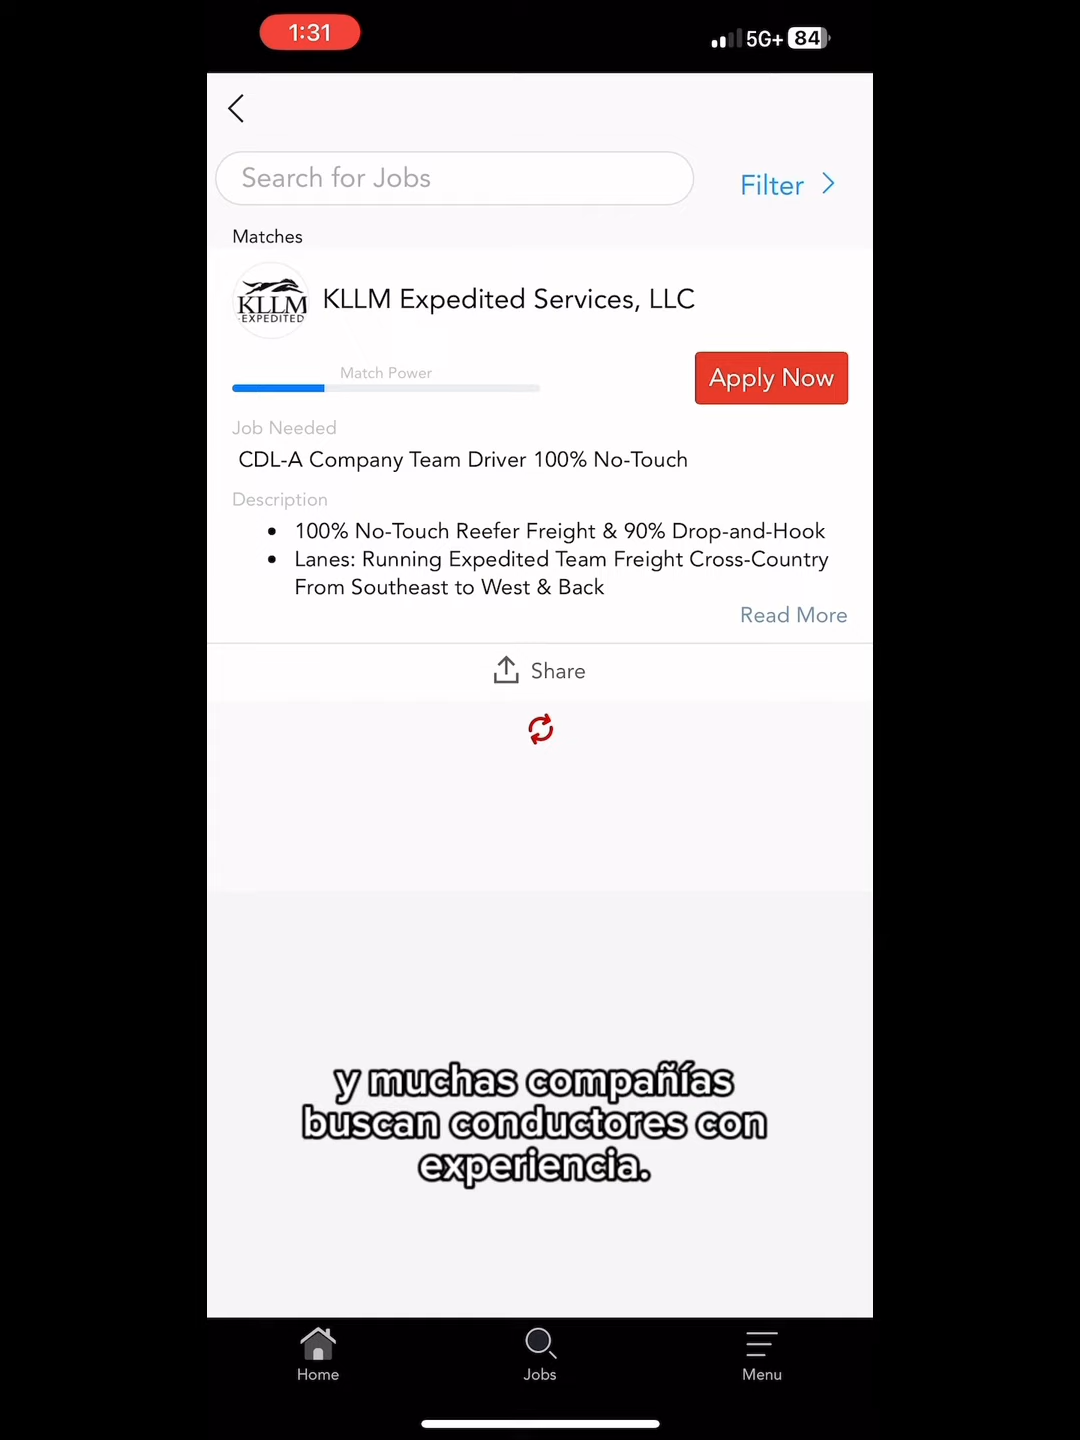 1:31
5G+ 84
Search for Jobs
Filter
Matches
KLLM
EXPEDITED
KLLM Expedited Services, LLC
Match Power
Apply Now
Job Needed
CDL-A Company Team Driver 100% No-Touch
Description
• 100% No-Touch Reefer Freight & 90% Drop-and-Hook
• Lanes: Running Expedited Team Freight Cross-Country
From Southeast to West & Back
Read More
Share
y muchas compañías
buscan conductores con
experiencia.
Home
Jobs
Menu